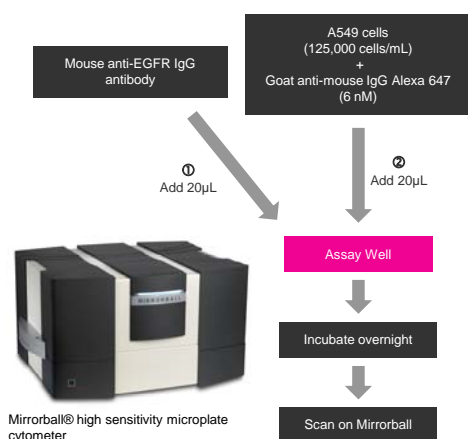 Mouse anti-EGFR IgG
antibody
A549 cells
(125,000 cells/mL)
+
Goat anti-mouse IgG Alexa 647
(6 nM)
①
Add 20µL
②
Add 20µL
Assay Well
Incubate overnight
Scan on Mirrorball
MIRRORBALL
Mirrorball® high sensitivity microplate
cytometer